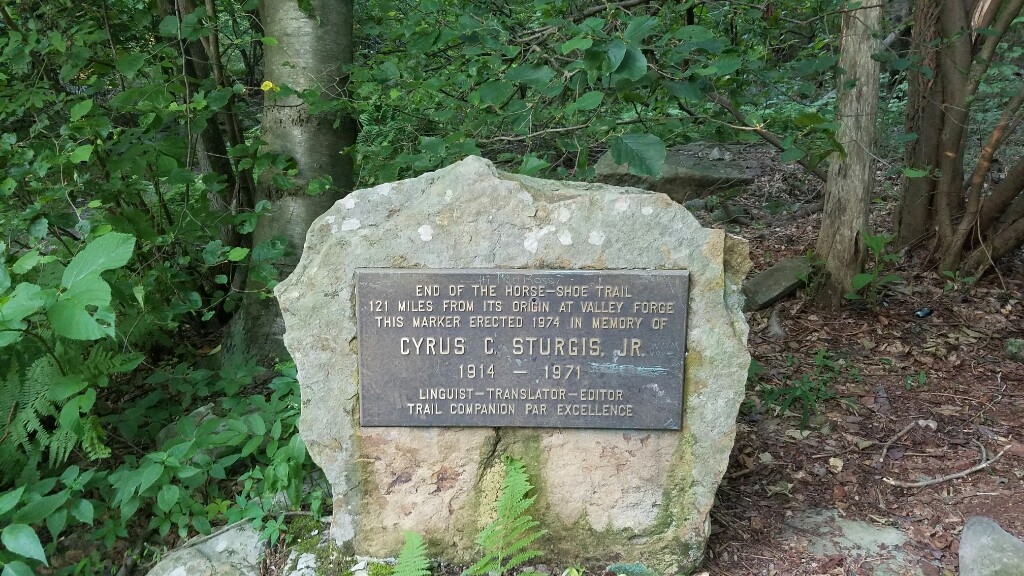 END OF THE HORSE-SHOE TRAIL
121 MILES FROM ITS ORIGIN AT VALLEY FORGE
THIS MARKER ERECTED 1974 IN MEMORY OF
CYRUS C. STURGIS, JR.
1914 - 1971
LINGUIST-TRANSLATOR-EDITOR
TRAIL COMPANION PAR EXCELLENCE